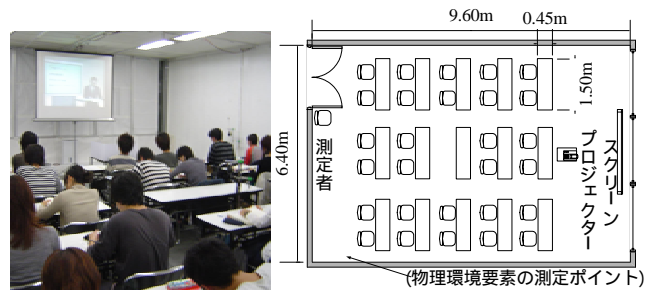 9.60m
0.45m
1.50m
6.40m
測定者
プロジェクター
スクリーン
(物理環境要素の測定ポイント)